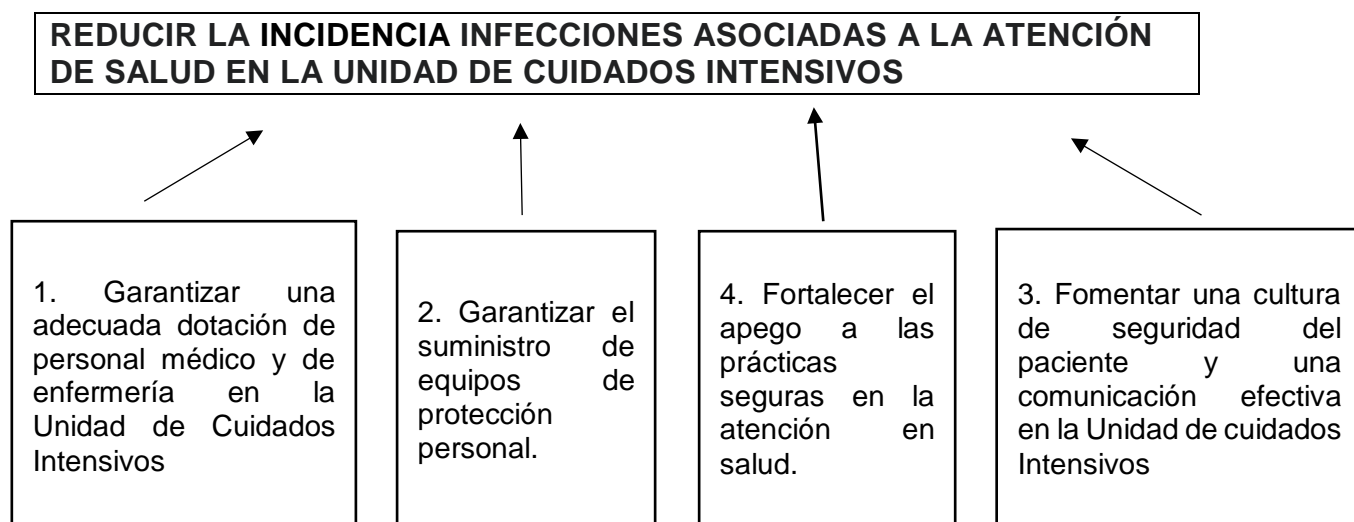 REDUCIR LA INCIDENCIA INFECCIONES ASOCIADAS A LA ATENCIÓN
DE SALUD EN LA UNIDAD DE CUIDADOS INTENSIVOS
1. Garantizar una
adecuada dotación de
personal médico y de
enfermería en la
Unidad de Cuidados
Intensivos
2. Garantizar el
suministro de
equipos de
protección
personal.
4. Fortalecer el
apego a las
prácticas
seguras en la
atención en
salud.
3. Fomentar una cultura
de seguridad del
paciente y una
comunicación efectiva
en la Unidad de cuidados
Intensivos